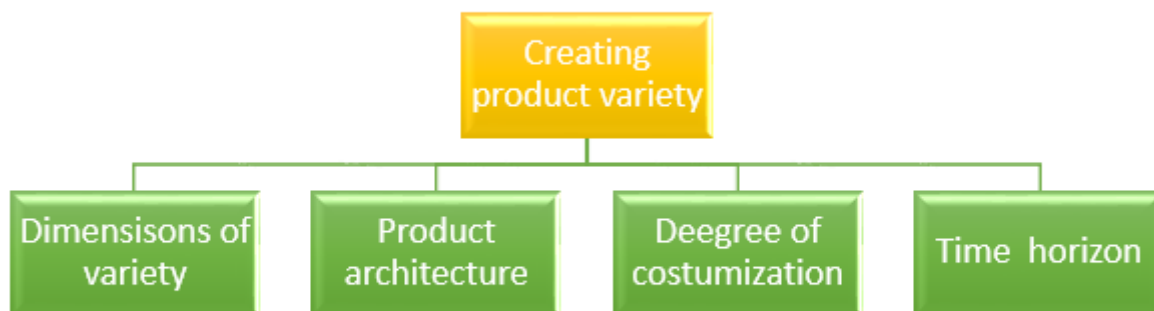 Creating
product variety
Dimensisons of
variety
Product
architecture
Deegree of
costumization
Time horizon